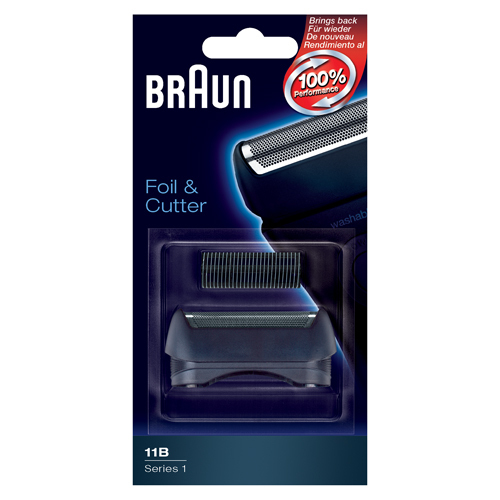 Brings back
Für wieder
De nouveau
Rendimiento al
100%
Performance
BRAUN
Foil &
Cutter
washab
11B
Series 1